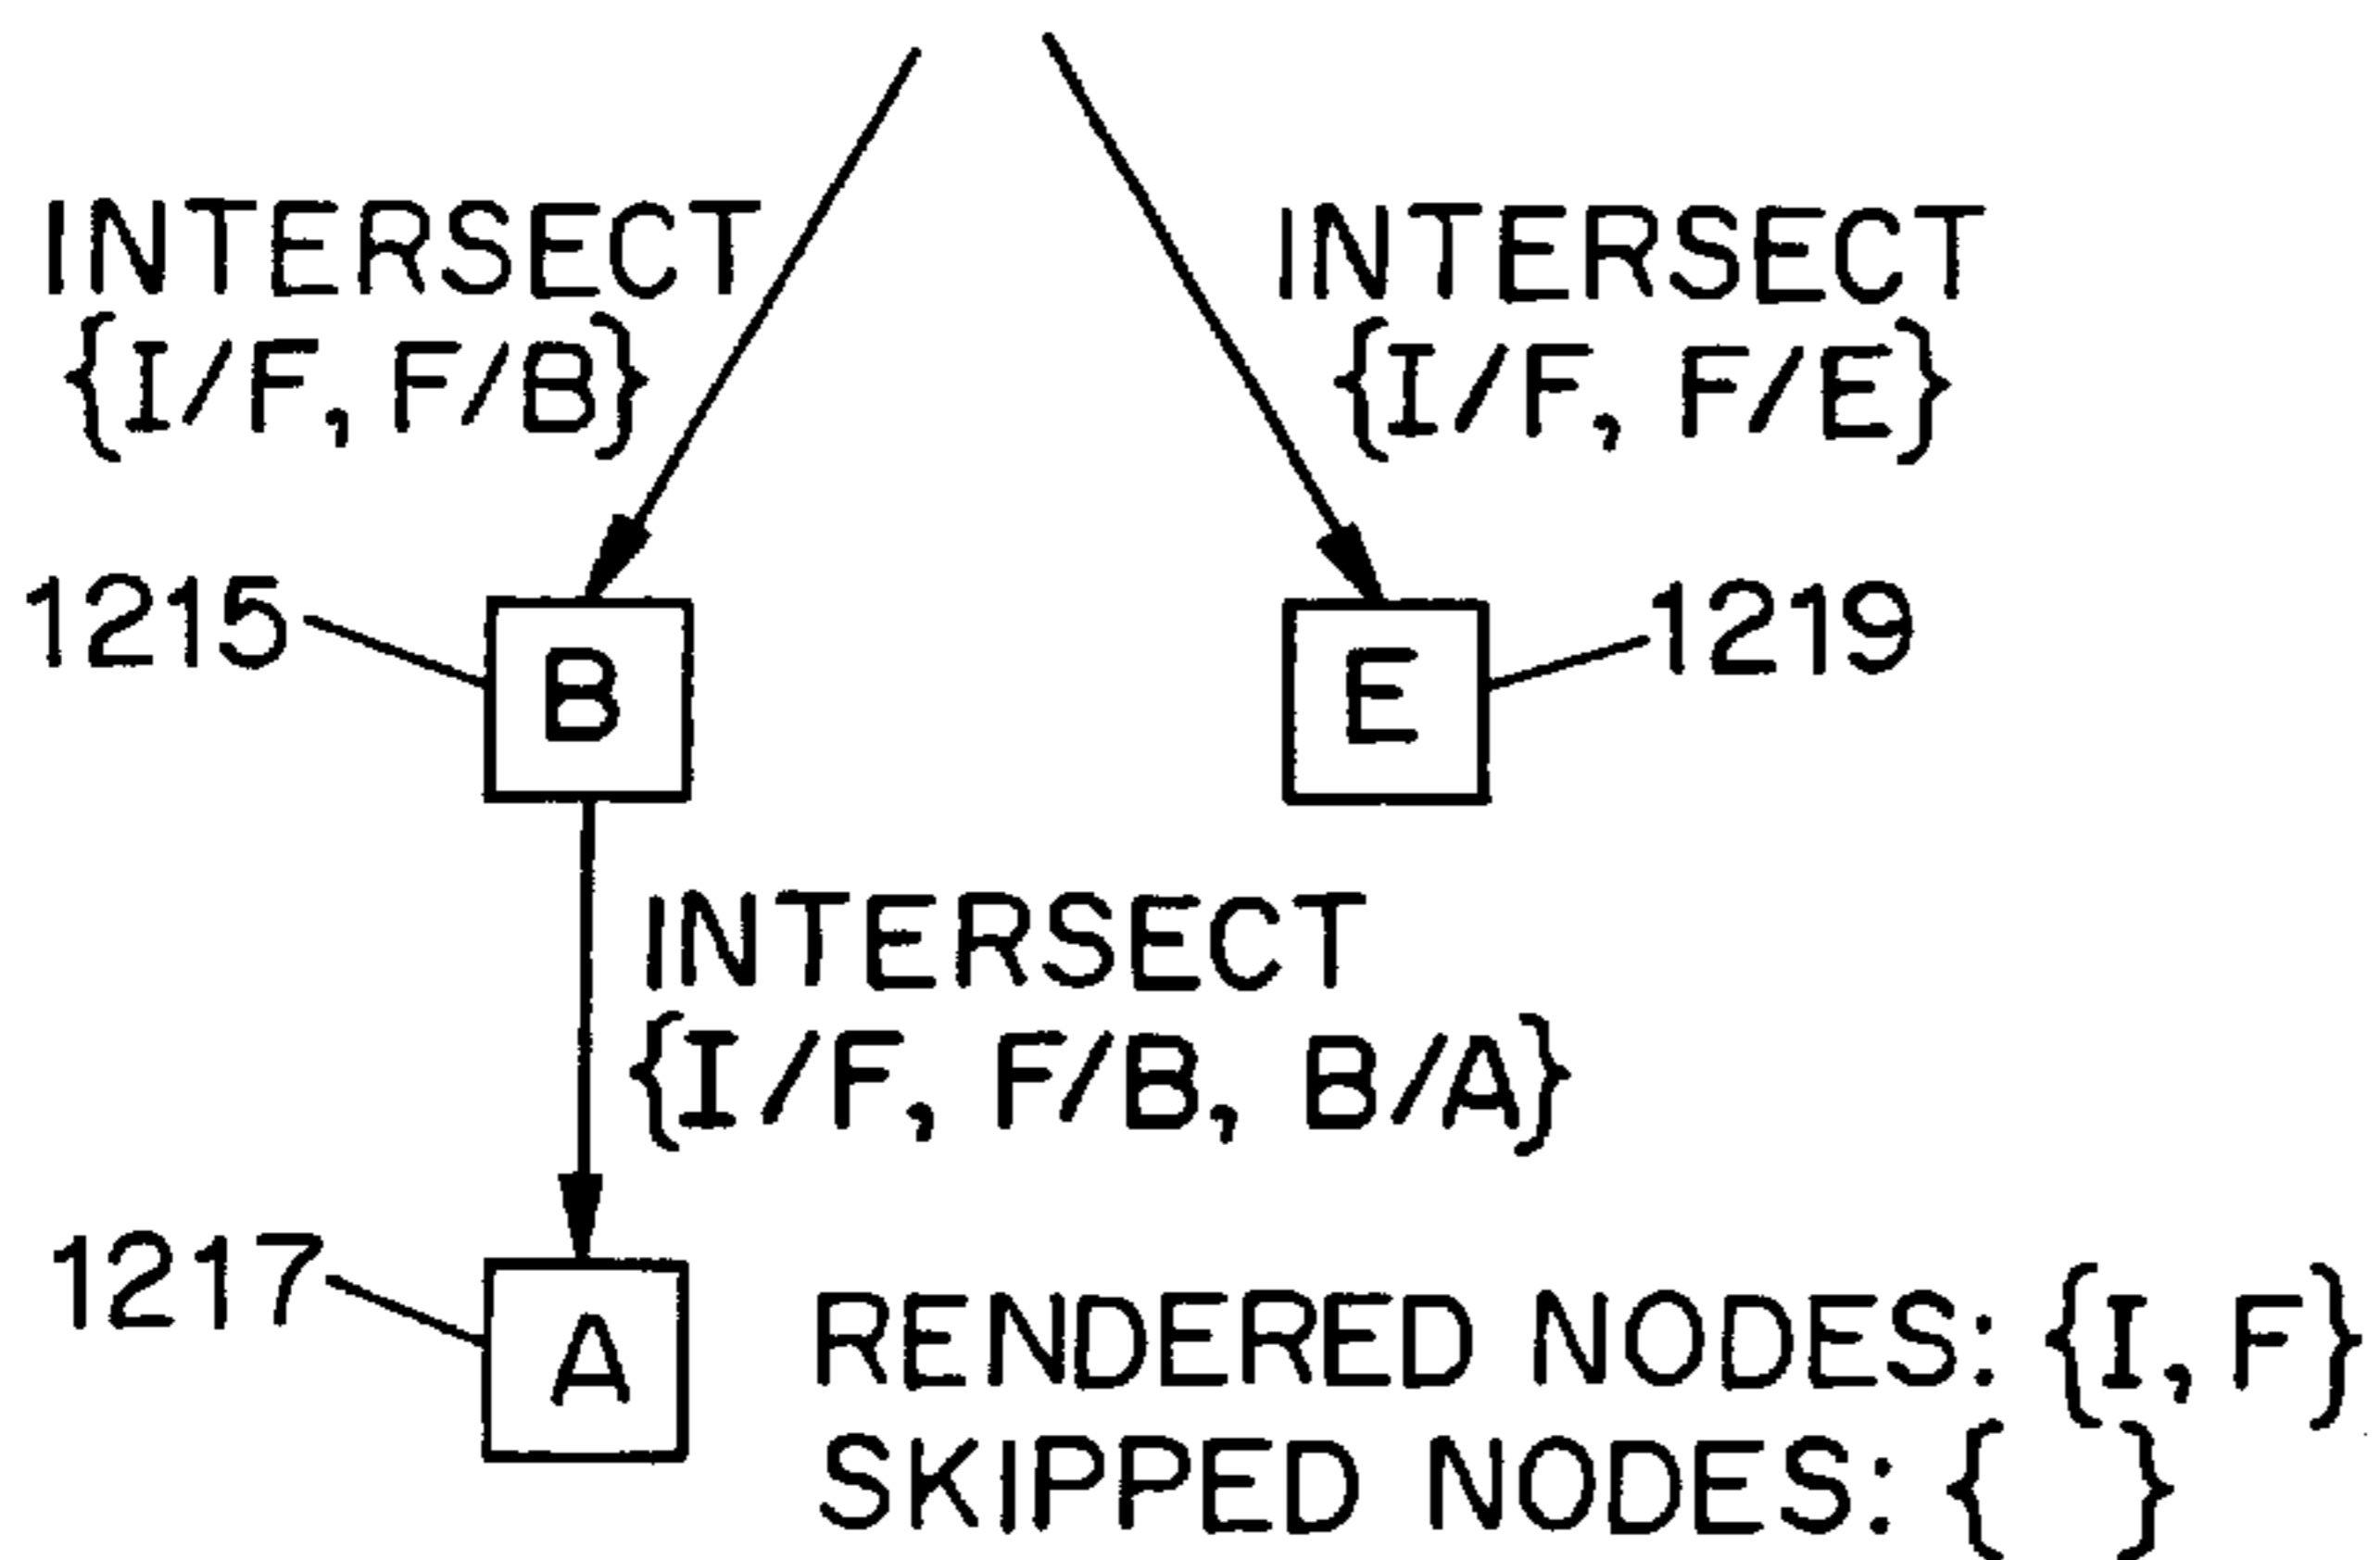 INTERSECT
{I/F, F/B}
INTERSECT
{I/F, F/E}
1215
B
E
1219
INTERSECT
{I/F, F/B, B/A}
1217
A
RENDERED NODES: {I, F}
SKIPPED NODES: { }